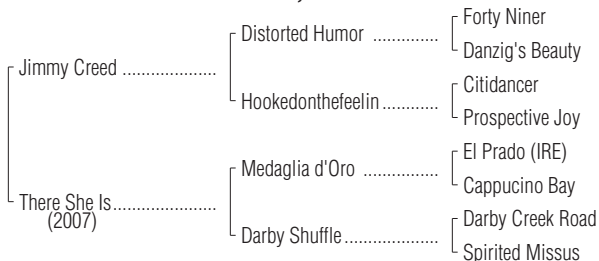 Forty Niner
Distorted Humor ..............
Danzig's Beauty
Jimmy Creed ....................
Citidancer
Hookedonthefeelin ............
Prospective Joy
El Prado (IRE)
Medaglia d'Oro ................
Cappucino Bay
There She Is......................
(2007)
Darby Creek Road
Darby Shuffle....................
Spirited Missus